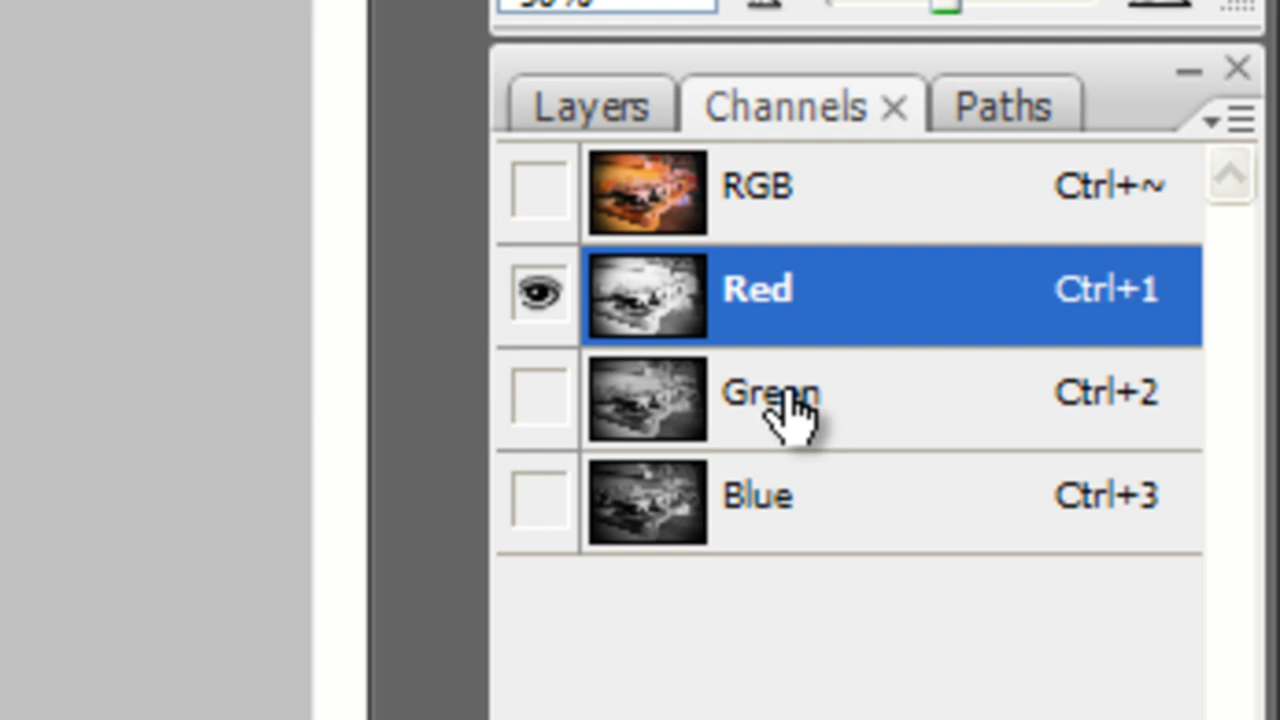 Layers Channels Paths
RGB Ctrl+~
Red Ctrl+1
Green Ctrl+2
Blue Ctrl+3